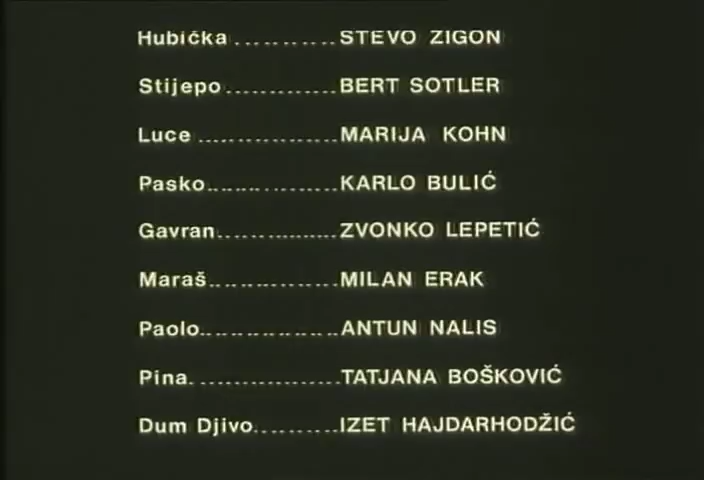 Hubička ........... STEVO ZIGON
Stijepo ............. BERT SOTLER
Luce ................ MARIJA KOHN
Pasko................ KARLO BULIĆ
Gavran............... ZVONKO LEPETIĆ
Maraš................ MILAN ERAK
Paolo................. ANTUN NALIS
Pina.................. TATJANA BOŠKOVIĆ
Dum Djivo.......... IZET HAJDARHODŽIĆ